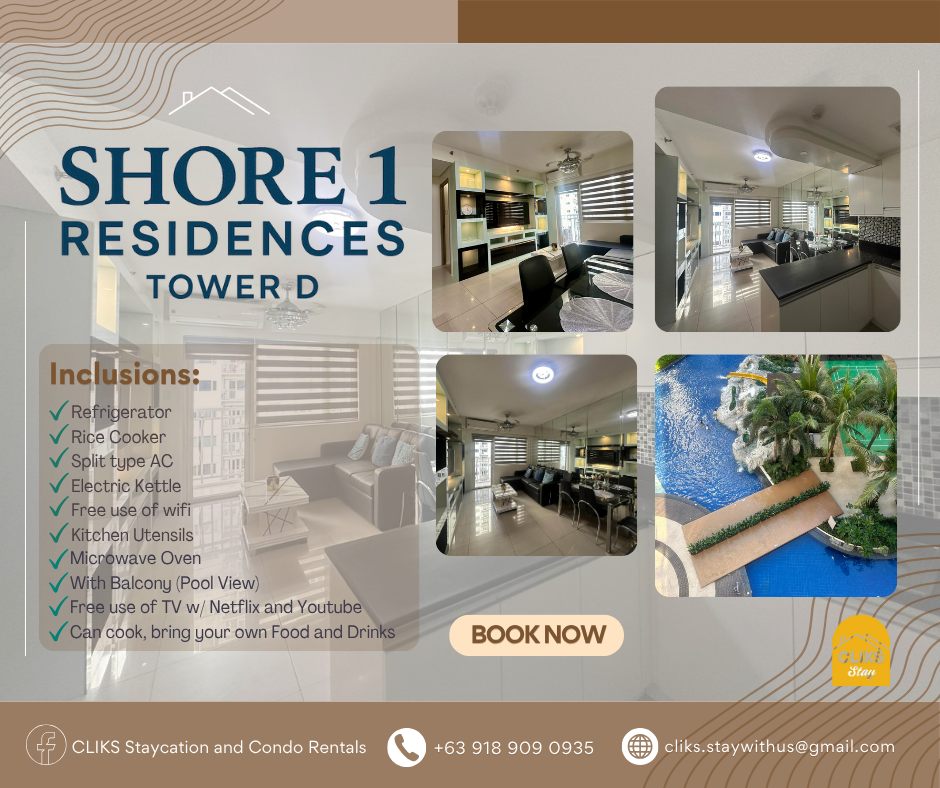 SHORE 1
RESIDENCES
TOWER D
Inclusions:
Refrigerator
Rice Cooker
Split type AC
Electric Kettle
Free use of wifi
Kitchen Utensils
Microwave Oven
With Balcony (Pool View)
Free use of TV w/ Netflix and Youtube
Can cook, bring your own Food and Drinks
BOOK NOW
CLIKS
Stay
CLIKS Staycation and Condo Rentals
+63 918 909 0935
cliks.staywithus@gmail.com